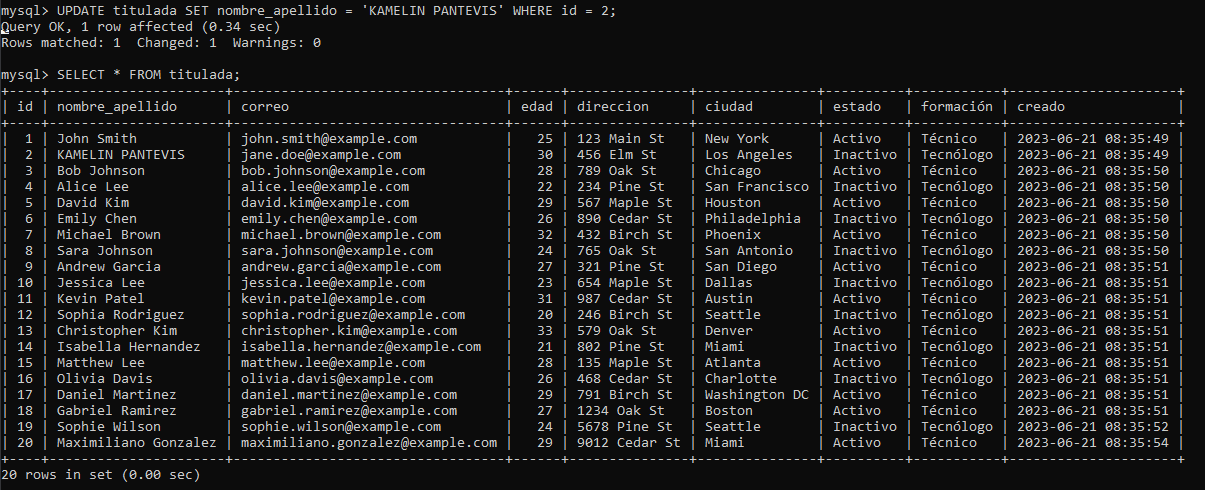 mysql> UPDATE titulada SET nombre_apellido = 'KAMELIN PANTEVIS' WHERE id = 2;
Query OK, 1 row affected (0.34 sec)
Rows matched: 1  Changed: 1  Warnings: 0
mysql> SELECT * FROM titulada;
+----+--------------------+--------------------------------+------+--------------+---------------+----------+-----------+---------------------+
| id | nombre_apellido | correo | edad | direccion | ciudad | estado | formación | creado |
+----+--------------------+--------------------------------+------+--------------+---------------+----------+-----------+---------------------+
| 1 | John Smith | john.smith@example.com | 25 | 123 Main St | New York | Activo | Técnico | 2023-06-21 08:35:49 |
| 2 | KAMELIN PANTEVIS | jane.doe@example.com | 30 | 456 Elm St | Los Angeles | Inactivo | Tecnólogo | 2023-06-21 08:35:49 |
| 3 | Bob Johnson | bob.johnson@example.com | 28 | 789 Oak St | Chicago | Activo | Técnico | 2023-06-21 08:35:50 |
| 4 | Alice Lee | alice.lee@example.com | 22 | 234 Pine St | San Francisco | Inactivo | Tecnólogo | 2023-06-21 08:35:50 |
| 5 | David Kim | david.kim@example.com | 29 | 567 Maple St | Houston | Activo | Técnico | 2023-06-21 08:35:50 |
| 6 | Emily Chen | emily.chen@example.com | 26 | 890 Cedar St | Philadelphia | Inactivo | Tecnólogo | 2023-06-21 08:35:50 |
| 7 | Michael Brown | michael.brown@example.com | 32 | 432 Birch St | Phoenix | Activo | Técnico | 2023-06-21 08:35:50 |
| 8 | Sara Johnson | sara.johnson@example.com | 24 | 765 Oak St | San Antonio | Inactivo | Tecnólogo | 2023-06-21 08:35:50 |
| 9 | Andrew Garcia | andrew.garcia@example.com | 27 | 321 Pine St | San Diego | Activo | Técnico | 2023-06-21 08:35:51 |
| 10 | Jessica Lee | jessica.lee@example.com | 23 | 654 Maple St | Dallas | Inactivo | Tecnólogo | 2023-06-21 08:35:51 |
| 11 | Kevin Patel | kevin.patel@example.com | 31 | 987 Cedar St | Austin | Activo | Técnico | 2023-06-21 08:35:51 |
| 12 | Sophia Rodriguez | sophia.rodriguez@example.com | 20 | 246 Birch St | Seattle | Inactivo | Tecnólogo | 2023-06-21 08:35:51 |
| 13 | Christopher Kim | christopher.kim@example.com | 33 | 579 Oak St | Denver | Activo | Técnico | 2023-06-21 08:35:51 |
| 14 | Isabella Hernandez | isabella.hernandez@example.com | 21 | 802 Pine St | Miami | Inactivo | Tecnólogo | 2023-06-21 08:35:51 |
| 15 | Matthew Lee | matthew.lee@example.com | 28 | 135 Maple St | Atlanta | Activo | Técnico | 2023-06-21 08:35:51 |
| 16 | Olivia Davis | olivia.davis@example.com | 26 | 468 Cedar St | Charlotte | Inactivo | Tecnólogo | 2023-06-21 08:35:51 |
| 17 | Daniel Martinez | daniel.martinez@example.com | 29 | 791 Birch St | Washington DC | Activo | Técnico | 2023-06-21 08:35:51 |
| 18 | Gabriel Ramirez | gabriel.ramirez@example.com | 27 | 1234 Oak St | Boston | Activo | Técnico | 2023-06-21 08:35:51 |
| 19 | Sophie Wilson | sophie.wilson@example.com | 24 | 5678 Pine St | Seattle | Inactivo | Tecnólogo | 2023-06-21 08:35:52 |
| 20 | Maximiliano Gonzalez | maximiliano.gonzalez@example.com | 29 | 9012 Cedar St | Miami | Activo | Técnico | 2023-06-21 08:35:54 |
+----+--------------------+--------------------------------+------+--------------+---------------+----------+-----------+---------------------+
20 rows in set (0.00 sec)